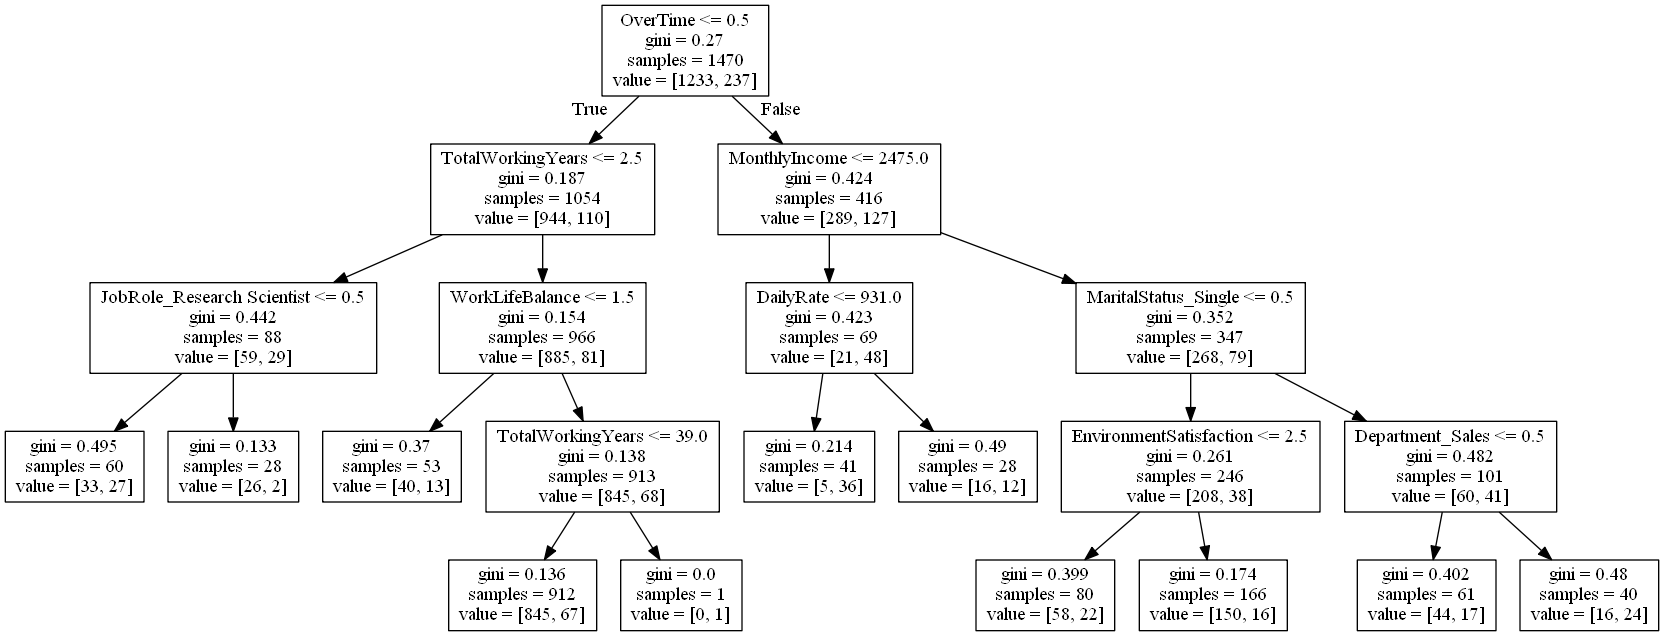 OverTime <= 0.5
gini = 0.27
samples = 1470
value = [1233, 237]
True
False
TotalWorkingYears <= 2.5
gini = 0.187
samples = 1054
value = [944, 110]
MonthlyIncome <= 2475.0
gini = 0.424
samples = 416
value = [289, 127]
JobRole_Research Scientist <= 0.5
gini = 0.442
samples = 88
value = [59, 29]
WorkLifeBalance <= 1.5
gini = 0.154
samples = 966
value = [885, 81]
DailyRate <= 931.0
gini = 0.423
samples = 69
value = [21, 48]
MaritalStatus_Single <= 0.5
gini = 0.352
samples = 347
value = [268, 79]
gini = 0.495
samples = 60
value = [33, 27]
gini = 0.133
samples = 28
value = [26, 2]
gini = 0.37
samples = 53
value = [40, 13]
TotalWorkingYears <= 39.0
gini = 0.138
samples = 913
value = [845, 68]
gini = 0.214
samples = 41
value = [5, 36]
gini = 0.49
samples = 28
value = [16, 12]
EnvironmentSatisfaction <= 2.5
gini = 0.261
samples = 246
value = [208, 38]
Department_Sales <= 0.5
gini = 0.482
samples = 101
value = [60, 41]
gini = 0.136
samples = 912
value = [845, 67]
gini = 0.0
samples = 1
value = [0, 1]
gini = 0.399
samples = 80
value = [58, 22]
gini = 0.174
samples = 166
value = [150, 16]
gini = 0.402
samples = 61
value = [44, 17]
gini = 0.48
samples = 40
value = [16, 24]